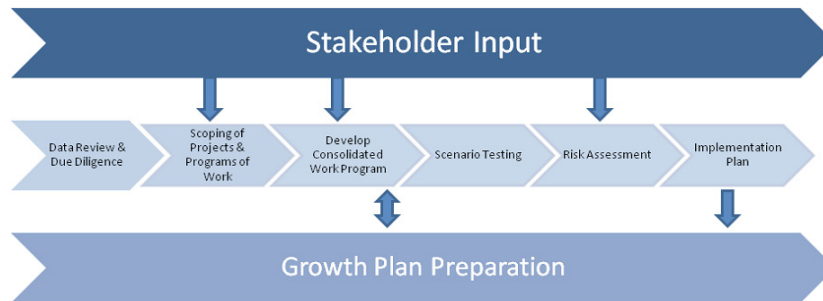 Stakeholder Input
Data Review &
Due Diligence
Scoping of
Projects &
Programs of
Work
Develop
Consolidated
Work Program
Scenario Testing
Risk Assessment
Implementation
Plan
Growth Plan Preparation